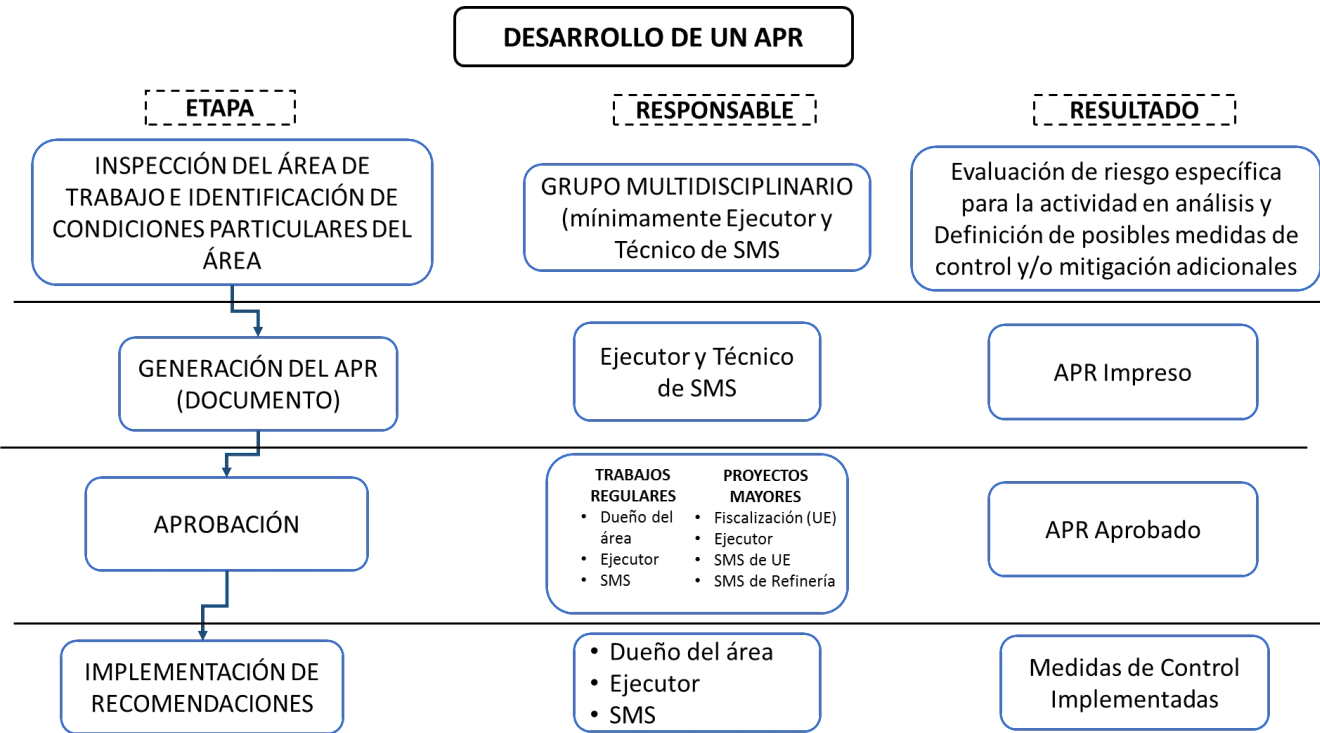 DESARROLLO DE UN APR
ETAPA
RESPONSABLE
RESULTADO
INSPECCIÓN DEL ÁREA DE
TRABAJO E IDENTIFICACIÓN DE
CONDICIONES PARTICULARES DEL
ÁREA
GRUPO MULTIDISCIPLINARIO
(mínimamente Ejecutor y
Técnico de SMS
Evaluación de riesgo específica
para la actividad en análisis y
Definición de posibles medidas de
control y/o mitigación adicionales
GENERACIÓN DEL APR
(DOCUMENTO)
Ejecutor y Técnico
de SMS
APR Impreso
APROBACIÓN
TRABAJOS
REGULARES
• Dueño del
área
• Ejecutor
• SMS
PROYECTOS
MAYORES
• Fiscalización (UE)
• Ejecutor
• SMS de UE
• SMS de Refinería
APR Aprobado
IMPLEMENTACIÓN DE
RECOMENDACIONES
• Dueño del área
• Ejecutor
• SMS
Medidas de Control
Implementadas